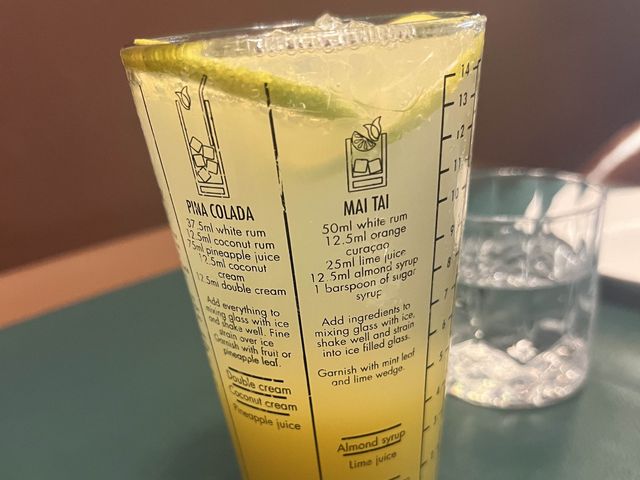 PINA COLADA
37.5ml white rum
12.5ml coconut rum
75ml pineapple juice
12.5ml coconut
cream
12.5ml double cream
Add everything to
mixing glass with ice
and shake well. Fine
strain over ice
Garnish with fruit or
pineapple leaf.
Double cream
Coconut cream
Pineapple juice
MAI TAI
50ml white rum
12.5ml orange
curaçao
25ml lime juice
12.5ml almond syrup
1 barspoon of sugar
syrup
Add ingredients to
mixing glass with ice,
shake well and strain
into ice filled glass.
Garnish with mint leaf
and lime wedge.
Almond syrup
Lime juice
14
13
12
11
10
9
8
7
6
5
4